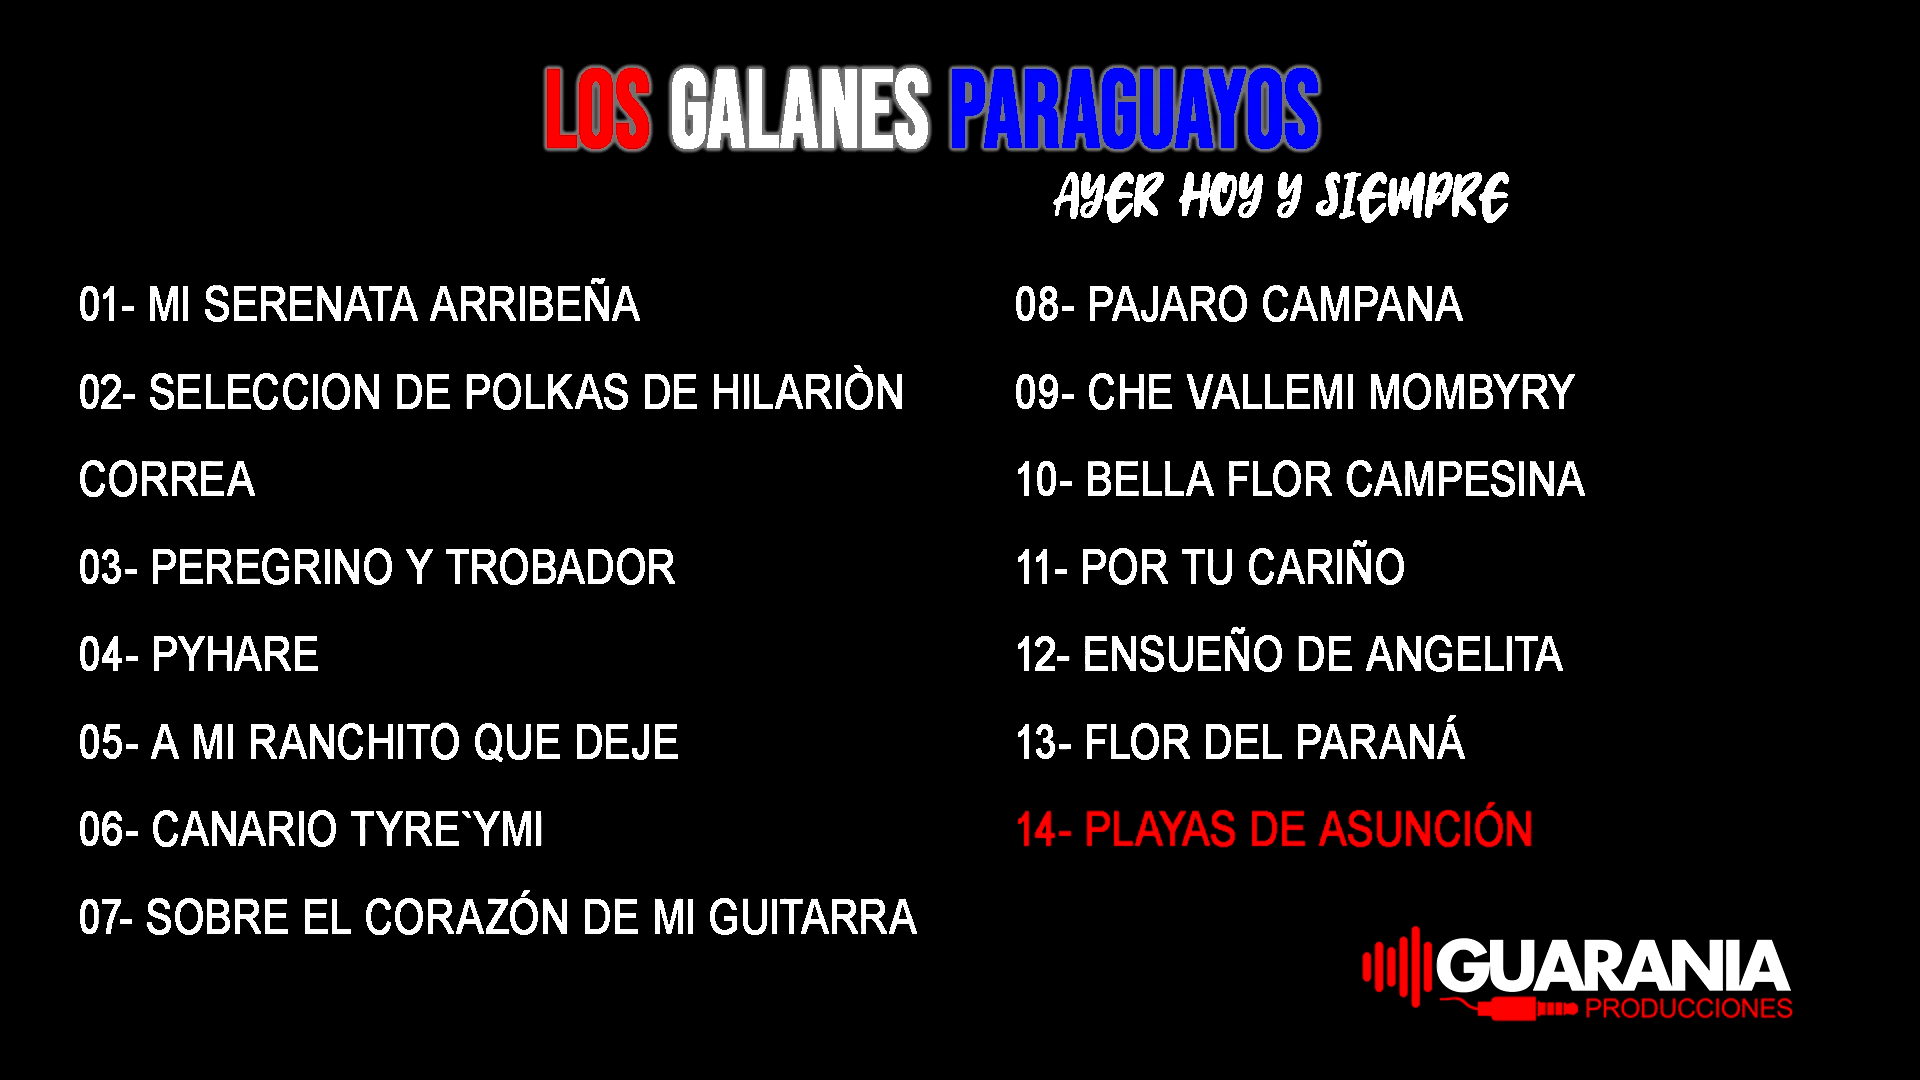 LOS GALANES PARAGUAYOS
AYER HOY Y SIEMPRE
01- MI SERENATA ARRIBEÑA
02- SELECCION DE POLKAS DE HILARIÒN
CORREA
03- PEREGRINO Y TROBADOR
04- PYHARE
05- A MI RANCHITO QUE DEJE
06- CANARIO TYRE`YMI
07- SOBRE EL CORAZÓN DE MI GUITARRA
08- PAJARO CAMPANA
09- CHE VALLEMI MOMBYRY
10- BELLA FLOR CAMPESINA
11- POR TU CARIÑO
12- ENSUEÑO DE ANGELITA
13- FLOR DEL PARANÁ
14- PLAYAS DE ASUNCIÓN
GUARANIA
PRODUCCIONES